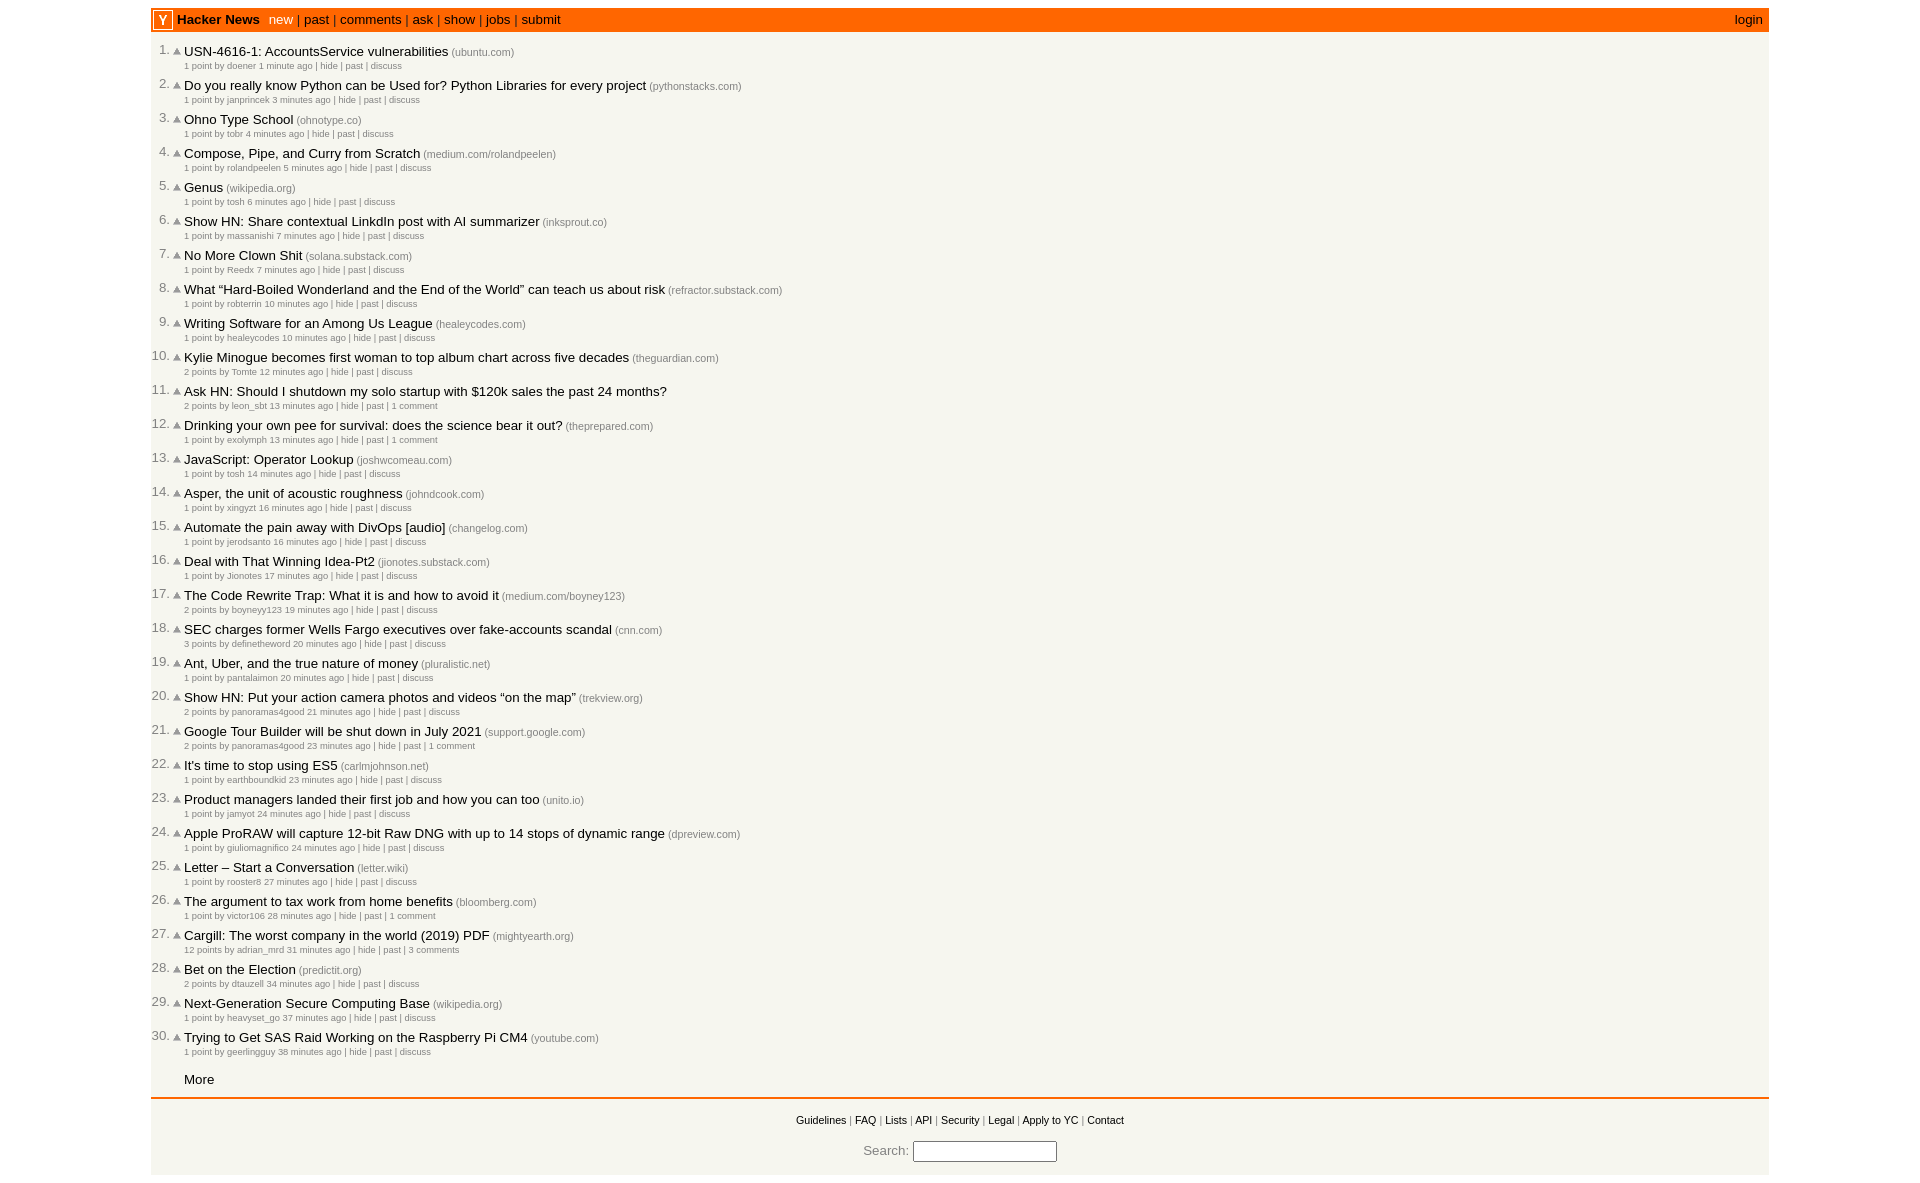 Y Hacker News new | past | comments | ask | show | jobs | submit login
1. USN-4616-1: AccountsService vulnerabilities (ubuntu.com)
1 point by doener 1 minute ago | hide | past | discuss
2. Do you really know Python can be Used for? Python Libraries for every project (pythonstacks.com)
1 point by janprincek 3 minutes ago | hide | past | discuss
3. Ohno Type School (ohnotype.co)
1 point by tobr 4 minutes ago | hide | past | discuss
4. Compose, Pipe, and Curry from Scratch (medium.com/rolandpeelen)
1 point by rolandpeelen 5 minutes ago | hide | past | discuss
5. Genus (wikipedia.org)
1 point by tosh 6 minutes ago | hide | past | discuss
6. Show HN: Share contextual LinkdIn post with AI summarizer (inksprout.co)
1 point by massanishi 7 minutes ago | hide | past | discuss
7. No More Clown Shit (solana.substack.com)
1 point by Reedx 7 minutes ago | hide | past | discuss
8. What “Hard-Boiled Wonderland and the End of the World” can teach us about risk (refractor.substack.com)
1 point by robterrin 10 minutes ago | hide | past | discuss
9. Writing Software for an Among Us League (healeycodes.com)
1 point by healeycodes 10 minutes ago | hide | past | discuss
10. Kylie Minogue becomes first woman to top album chart across five decades (theguardian.com)
2 points by Tomte 12 minutes ago | hide | past | discuss
11. Ask HN: Should I shutdown my solo startup with $120k sales the past 24 months?
2 points by leon_sbt 13 minutes ago | hide | past | 1 comment
12. Drinking your own pee for survival: does the science bear it out? (theprepared.com)
1 point by exolymph 13 minutes ago | hide | past | 1 comment
13. JavaScript: Operator Lookup (joshwcomeau.com)
1 point by tosh 14 minutes ago | hide | past | discuss
14. Asper, the unit of acoustic roughness (johndcook.com)
1 point by xingyzt 16 minutes ago | hide | past | discuss
15. Automate the pain away with DivOps [audio] (changelog.com)
1 point by jerodsanto 16 minutes ago | hide | past | discuss
16. Deal with That Winning Idea-Pt2 (jionotes.substack.com)
1 point by Jionotes 17 minutes ago | hide | past | discuss
17. The Code Rewrite Trap: What it is and how to avoid it (medium.com/boyney123)
2 points by boyneyy123 19 minutes ago | hide | past | discuss
18. SEC charges former Wells Fargo executives over fake-accounts scandal (cnn.com)
3 points by definetheword 20 minutes ago | hide | past | discuss
19. Ant, Uber, and the true nature of money (pluralistic.net)
1 point by pantalaimon 20 minutes ago | hide | past | discuss
20. Show HN: Put your action camera photos and videos “on the map” (trekview.org)
2 points by panoramas4good 21 minutes ago | hide | past | discuss
21. Google Tour Builder will be shut down in July 2021 (support.google.com)
2 points by panoramas4good 23 minutes ago | hide | past | 1 comment
22. It's time to stop using ES5 (carlmjohnson.net)
1 point by earthboundkid 23 minutes ago | hide | past | discuss
23. Product managers landed their first job and how you can too (unito.io)
1 point by jamyot 24 minutes ago | hide | past | discuss
24. Apple ProRAW will capture 12-bit Raw DNG with up to 14 stops of dynamic range (dpreview.com)
1 point by giuliomagnifico 24 minutes ago | hide | past | discuss
25. Letter – Start a Conversation (letter.wiki)
1 point by rooster8 27 minutes ago | hide | past | discuss
26. The argument to tax work from home benefits (bloomberg.com)
1 point by victor106 28 minutes ago | hide | past | 1 comment
27. Cargill: The worst company in the world (2019) PDF (mightyearth.org)
12 points by adrian_mrd 31 minutes ago | hide | past | 3 comments
28. Bet on the Election (predictit.org)
2 points by dtauzell 34 minutes ago | hide | past | discuss
29. Next-Generation Secure Computing Base (wikipedia.org)
1 point by heavyset_go 37 minutes ago | hide | past | discuss
30. Trying to Get SAS Raid Working on the Raspberry Pi CM4 (youtube.com)
1 point by geerlingguy 38 minutes ago | hide | past | discuss
More
Guidelines | FAQ | Lists | API | Security | Legal | Apply to YC | Contact
Search: